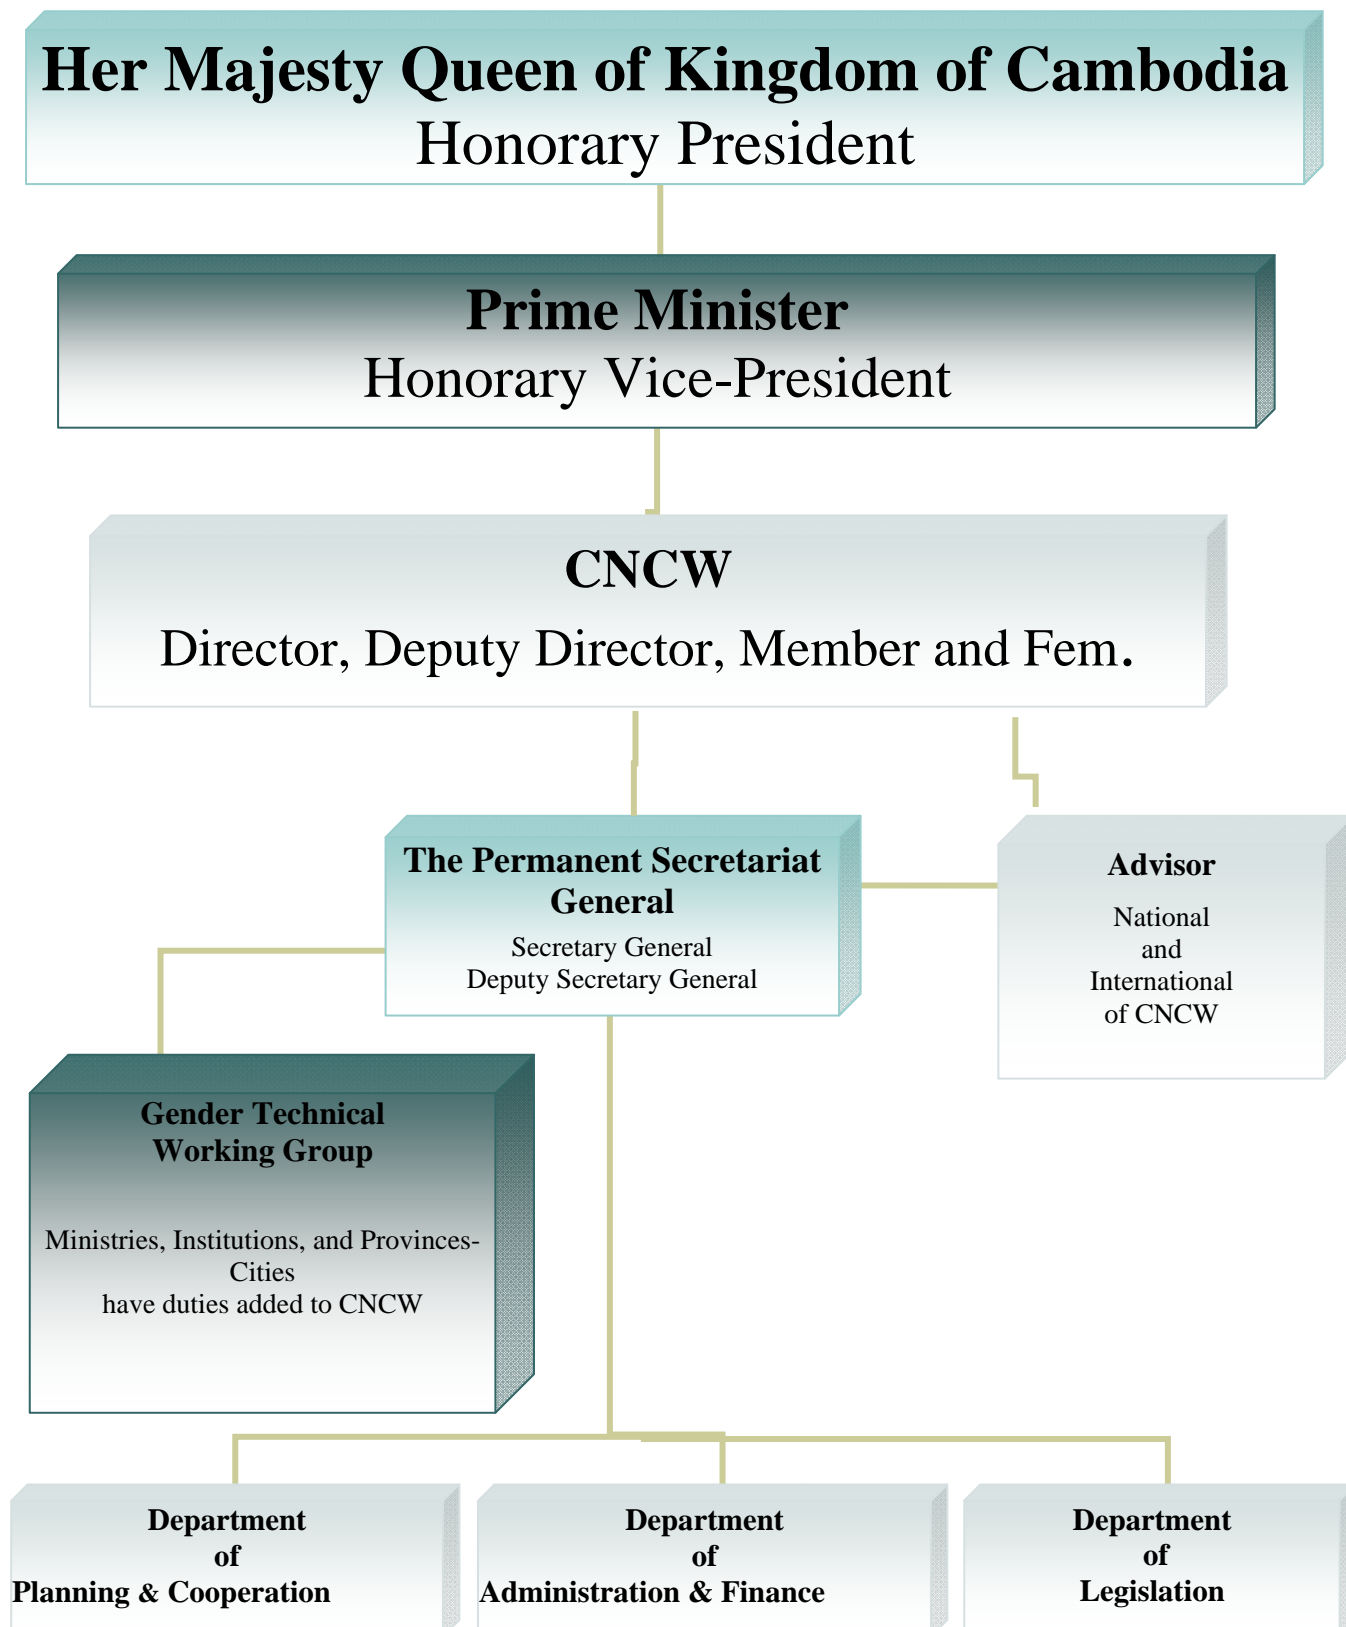 Her Majesty Queen of Kingdom of Cambodia
Honorary President
Prime Minister
Honorary Vice-President
CNCW
Director, Deputy Director, Member and Fem.
The Permanent Secretariat
General
Secretary General
Deputy Secretary General
Advisor
National
and
International
of CNCW
Gender Technical
Working Group
Ministries, Institutions, and Provinces-
Cities
have duties added to CNCW
Department
of
Planning & Cooperation
Department
of
Administration & Finance
Department
of
Legislation